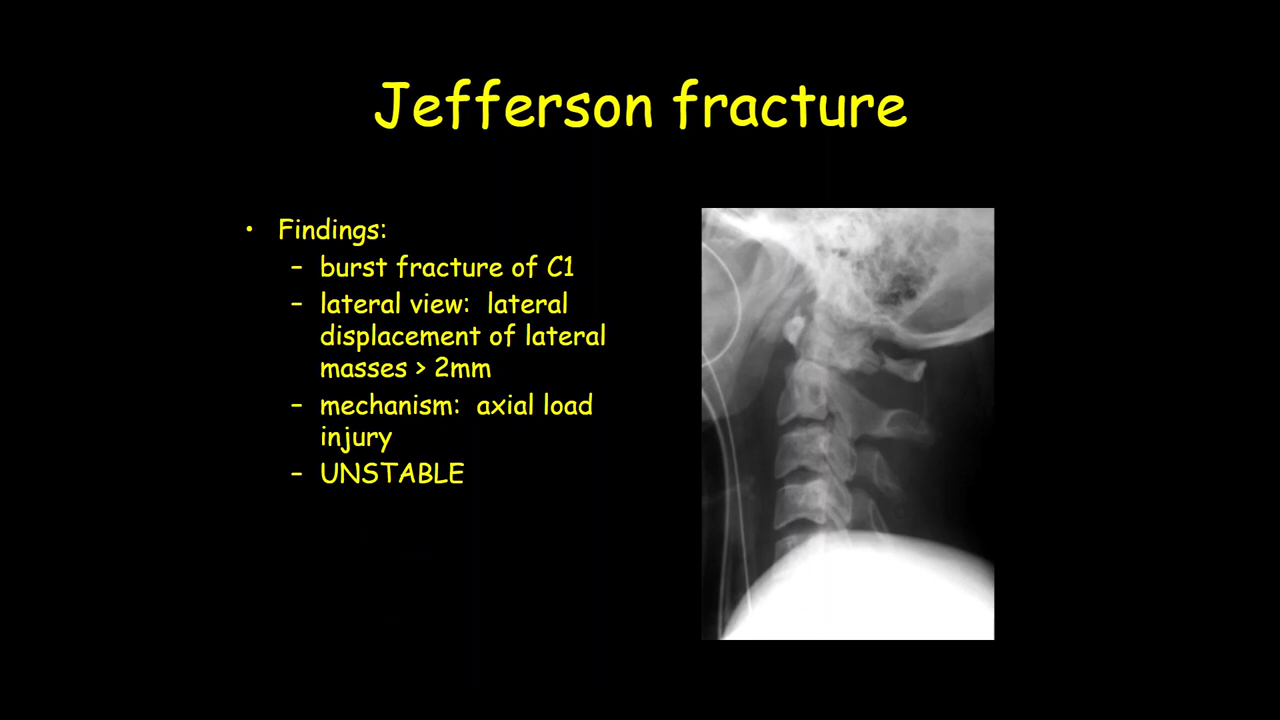 Jefferson fracture
• Findings:
– burst fracture of C1
– lateral view: lateral
displacement of lateral
masses > 2mm
– mechanism: axial load
injury
– UNSTABLE